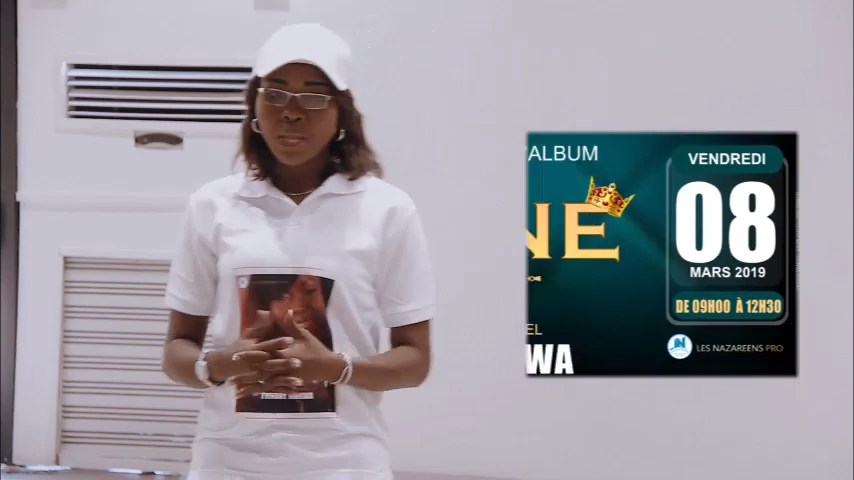 'ALBUM
NE
EL
WA
VENDREDI
08
MARS 2019
DE 09H00 À 12H30
LES NAZAREENS PRO